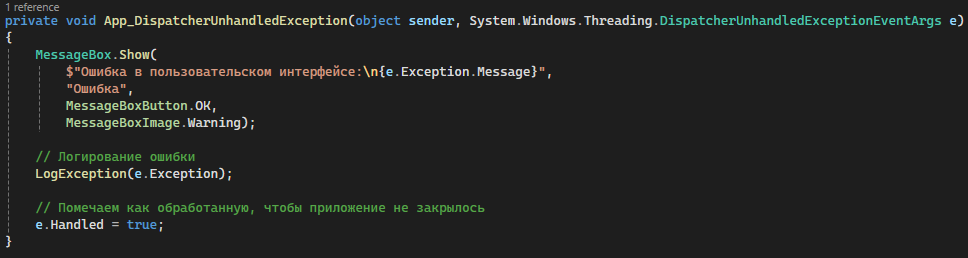 1 reference
private void App_DispatcherUnhandledException(object sender, System.Windows.Threading.DispatcherUnhandledExceptionEventArgs e)
{
MessageBox.Show(
$"Ошибка в пользовательском интерфейсе:\n{e.Exception.Message}",
"Ошибка",
MessageBoxButton.OK,
MessageBoxImage.Warning);
// Логирование ошибки
LogException(e.Exception);
// Помечаем как обработанную, чтобы приложение не закрылось
e.Handled = true;
}